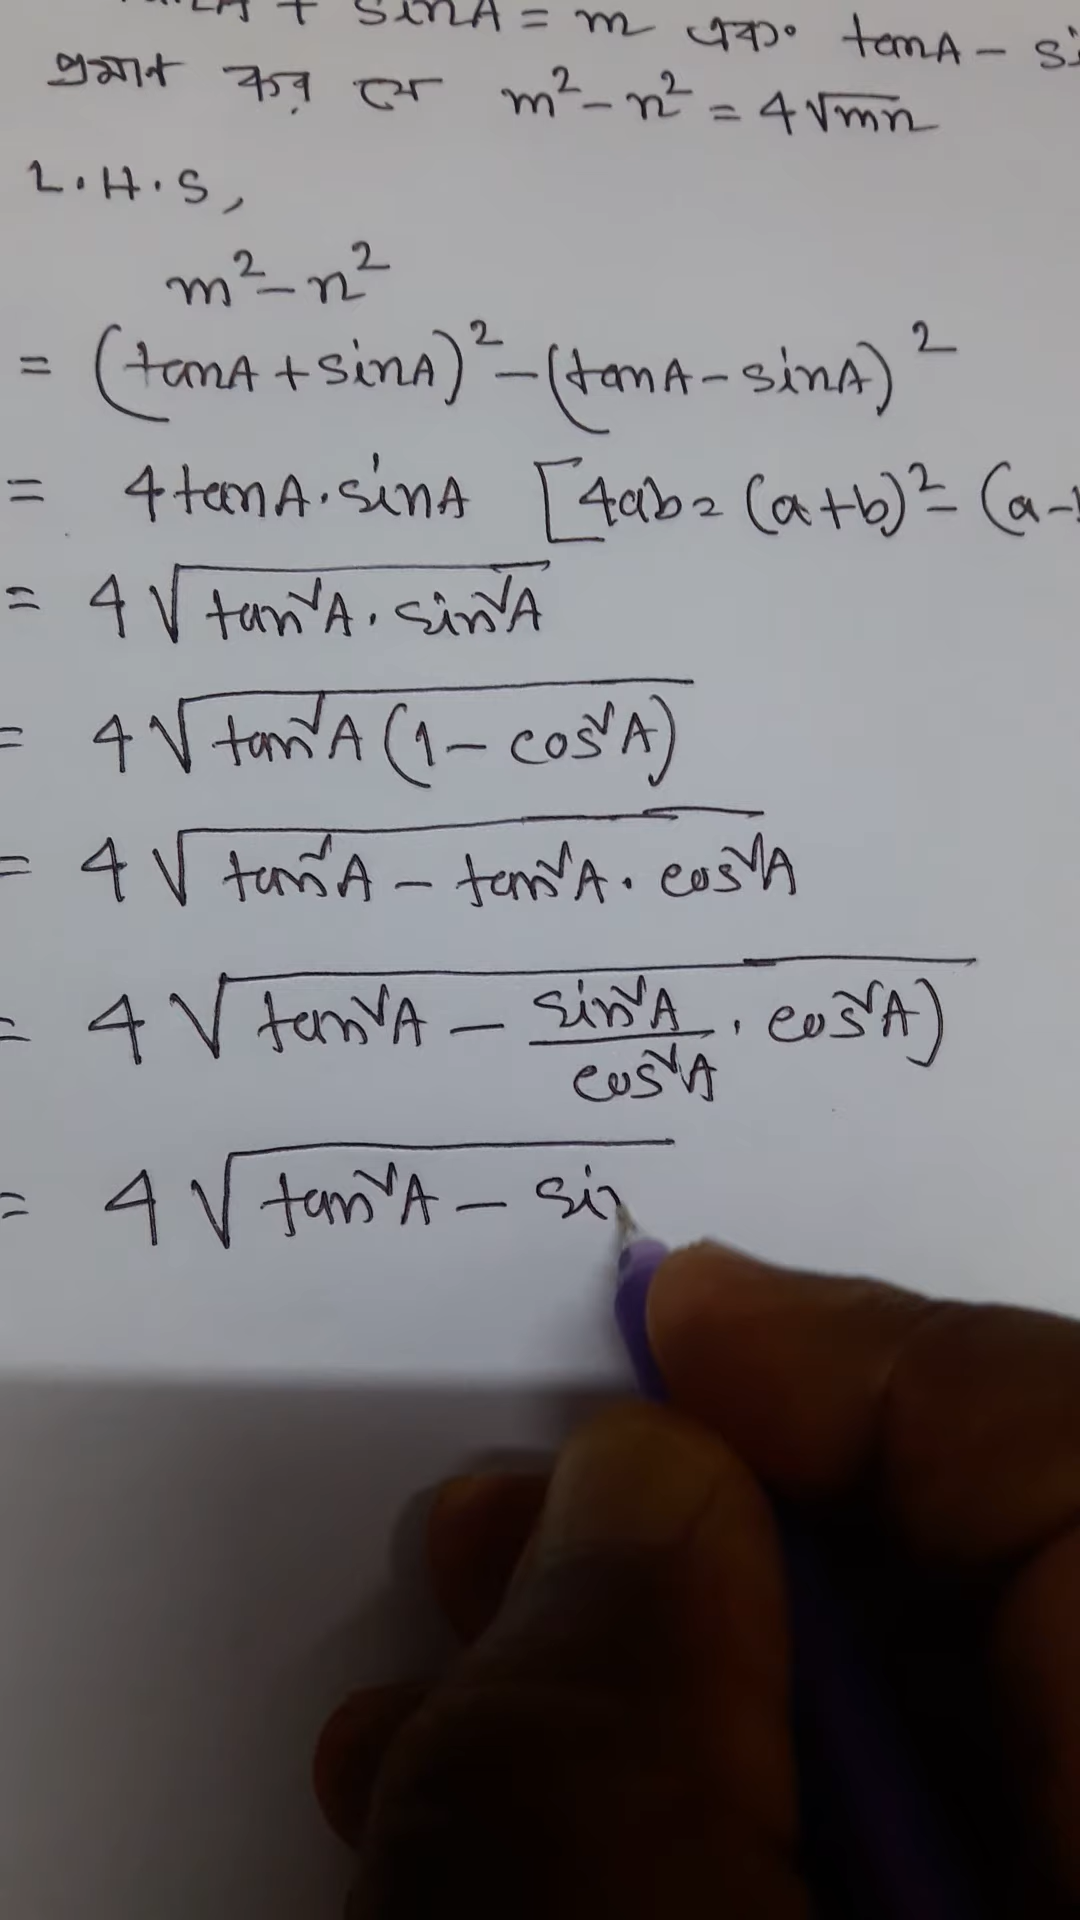 + sinA = m এবং tanA - si
প্রমাণ কর যে m² - n² = 4√mn
L.H.S,
m² - n²
= (tanA + sinA)² - (tanA - sinA)²
= 4tanA.sinA [4ab = (a+b)² - (a-b
= 4√tan²A . sin²A
= 4√tan²A (1 - cos²A)
= 4√tan²A - tan²A . cos²A
= 4√tan²A - sin²A/cos²A . cos²A)
= 4√tan²A - sin